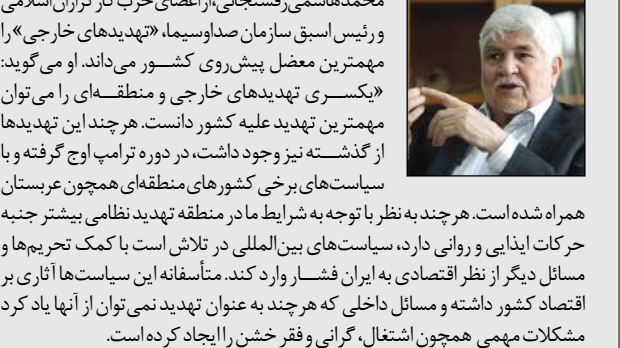 محمدهاشمی‌رفسنجانی،ازاعضای حزب کارگزاران‌اسلامی
و رئیس اسبق سازمان صداوسیما، «تهدیدهای خارجی» را
مهمترین معضل پیش‌روی کشـــور می‌داند. او می‌گوید:
«یکســـری تهدیدهای خارجی و منطقـــه‌ای را می‌توان
مهمترین تهدید علیه کشور دانست. هرچند این تهدیدها
از گذشـــته نیز وجود داشت، در دوره ترامپ اوج گرفته و با
سیاست‌های برخی کشورهای منطقه‌ای همچون عربستان
همراه شده است. هرچند به نظر با توجه به شرایط ما در منطقه تهدید نظامی بیشتر جنبه
حرکات ایذایی و روانی دارد، سیاست‌های بین‌المللی در تلاش است با کمک تحریم‌ها و
مسائل دیگر از نظر اقتصادی به ایران فشـــار وارد کند. متأسفانه این سیاست‌ها آثاری بر
اقتصاد کشور داشته و مسائل داخلی که هرچند به عنوان تهدید نمی‌توان از آنها یاد کرد
مشکلات مهمی همچون اشتغال، گرانی و فقر خشن را ایجاد کرده است.